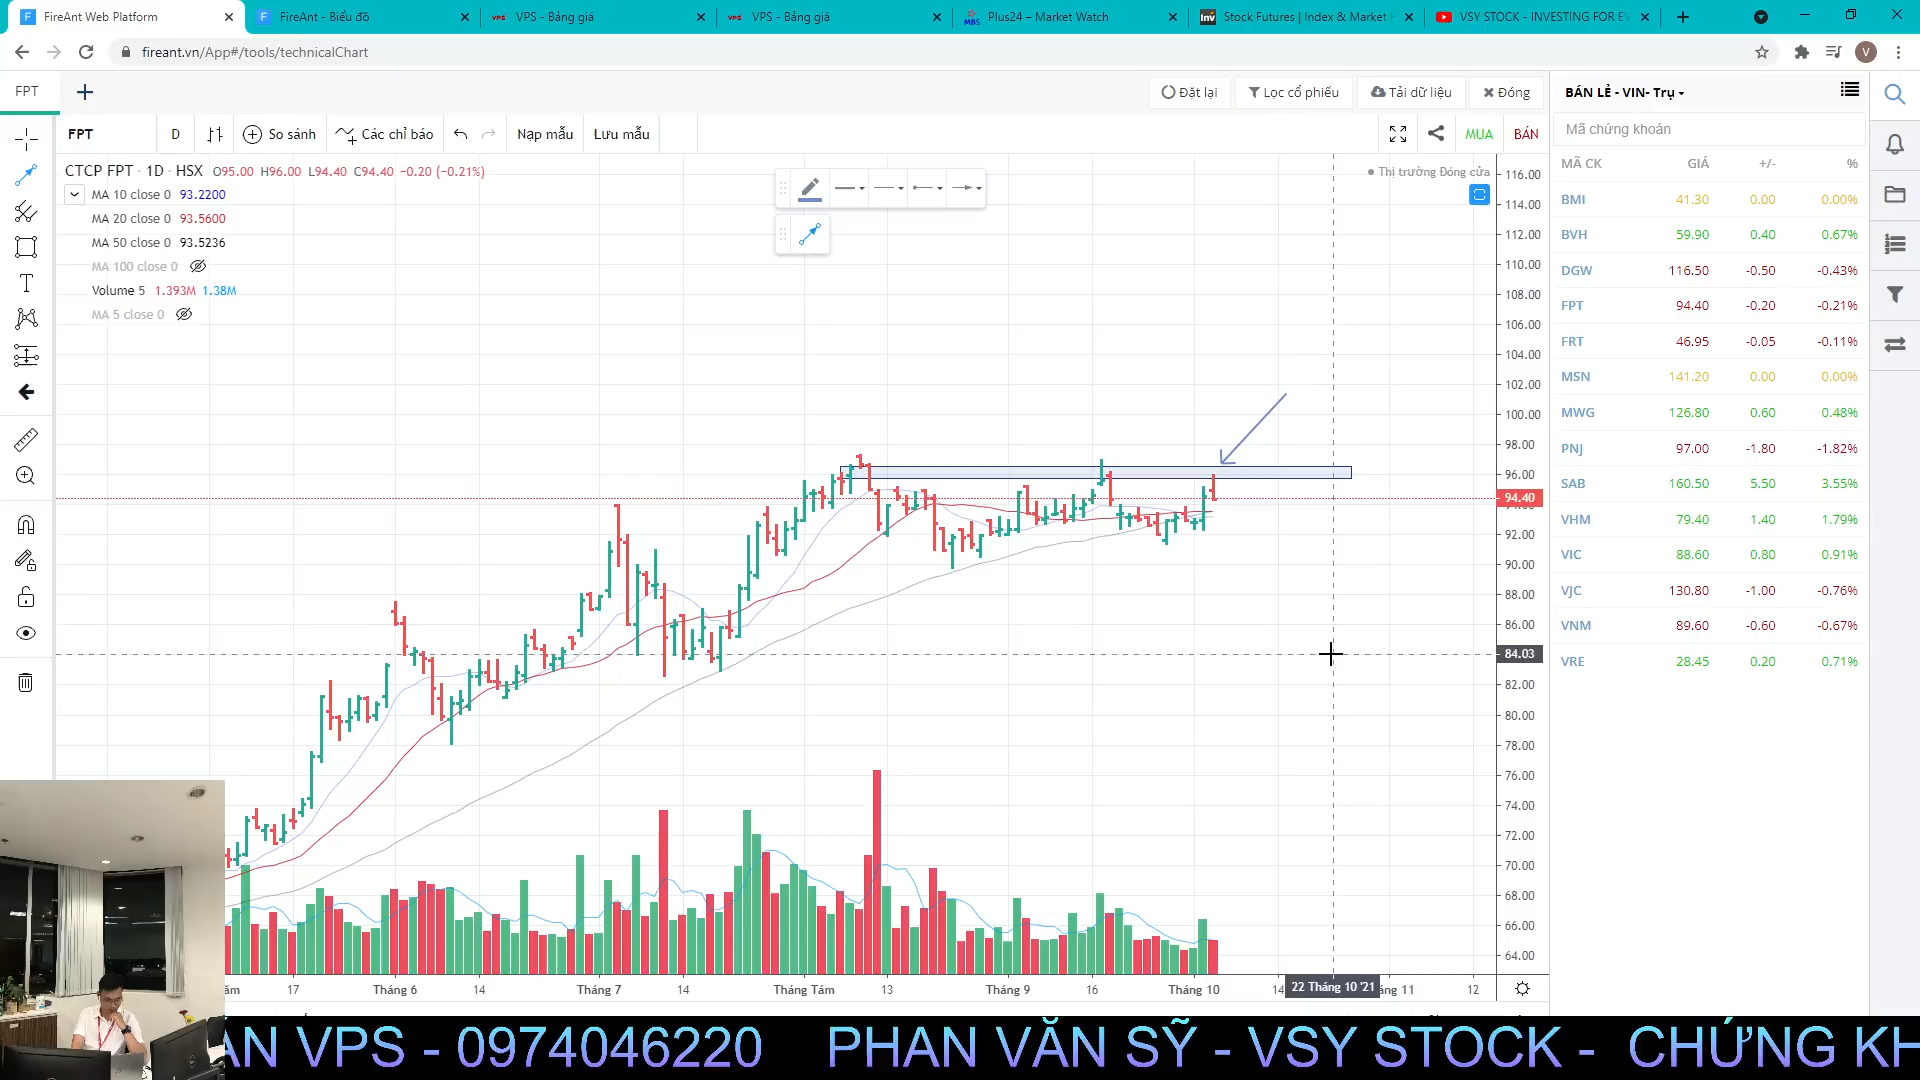 FireAnt Web Platform
FireAnt - Biểu đồ
VPS - Bảng giá
VPS - Bảng giá
Plus24 – Market Watch
Stock Futures | Index & Market F
VSY STOCK - INVESTING FOR EV
fireant.vn/App#/tools/technicalChart
V
FPT
Đặt lại
Lọc cổ phiếu
Tải dữ liệu
Đóng
FPT
D
So sánh
Các chỉ báo
Nạp mẫu
Lưu mẫu
MUA
BÁN
CTCP FPT · 1D · HSX O95.00 H96.00 L94.40 C94.40 −0.20 (−0.21%)
MA 10 close 0 93.2200
MA 20 close 0 93.5600
MA 50 close 0 93.5236
MA 100 close 0
Volume 5 1.393M 1.38M
MA 5 close 0
Thị trường Đóng cửa
116.00
114.00
112.00
110.00
108.00
106.00
104.00
102.00
100.00
98.00
96.00
94.40
92.00
90.00
88.00
86.00
84.03
82.00
80.00
78.00
76.00
74.00
72.00
70.00
68.00
66.00
64.00
17
Tháng 6
14
Tháng 7
14
Tháng Tám
13
Tháng 9
16
Tháng 10
14
22 Tháng 10 '21
12
BÁN LẺ - VIN- Trụ
Mã chứng khoán
MÃ CK GIÁ +/- %
BMI 41.30 0.00 0.00%
BVH 59.90 0.40 0.67%
DGW 116.50 -0.50 -0.43%
FPT 94.40 -0.20 -0.21%
FRT 46.95 -0.05 -0.11%
MSN 141.20 0.00 0.00%
MWG 126.80 0.60 0.48%
PNJ 97.00 -1.80 -1.82%
SAB 160.50 5.50 3.55%
VHM 79.40 1.40 1.79%
VIC 88.60 0.80 0.91%
VJC 130.80 -1.00 -0.76%
VNM 89.60 -0.60 -0.67%
VRE 28.45 0.20 0.71%
ÁN VPS - 0974046220 PHAN VĂN SỸ - VSY STOCK - CHỨNG KH